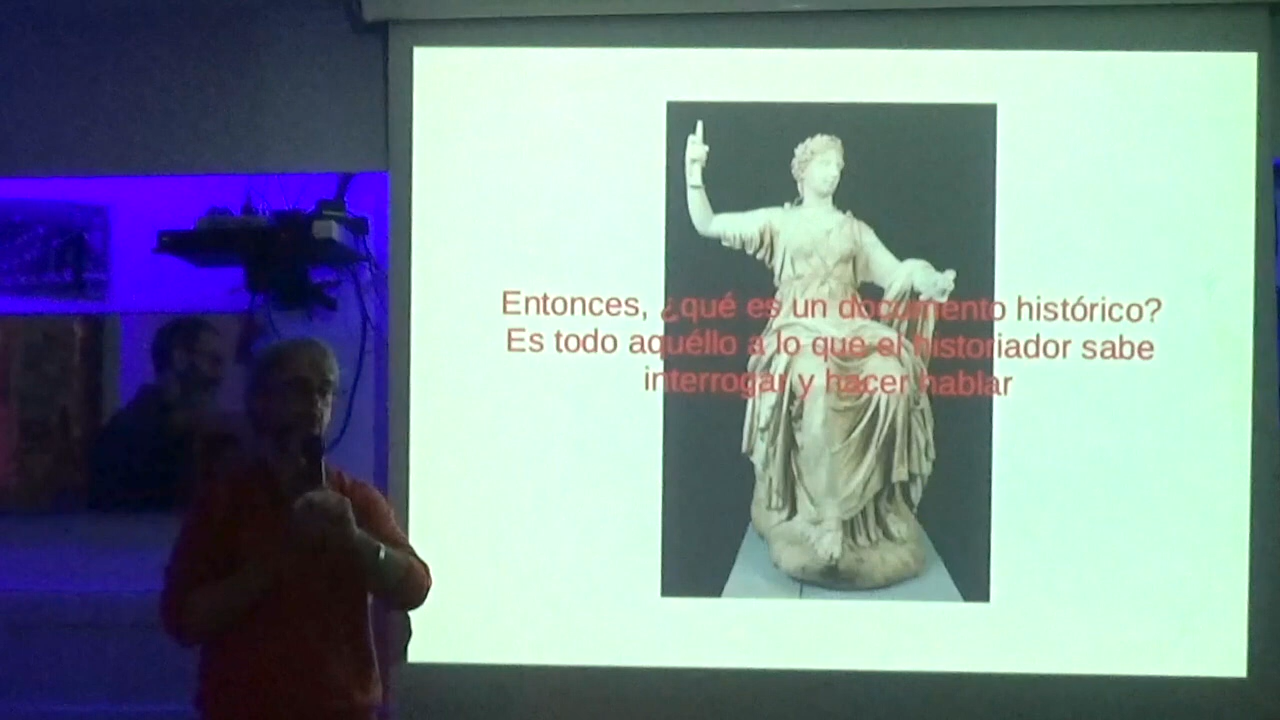 Entonces, ¿qué es un documento histórico?
Es todo aquéllo a lo que el historiador sabe
interrogar y hacer hablar